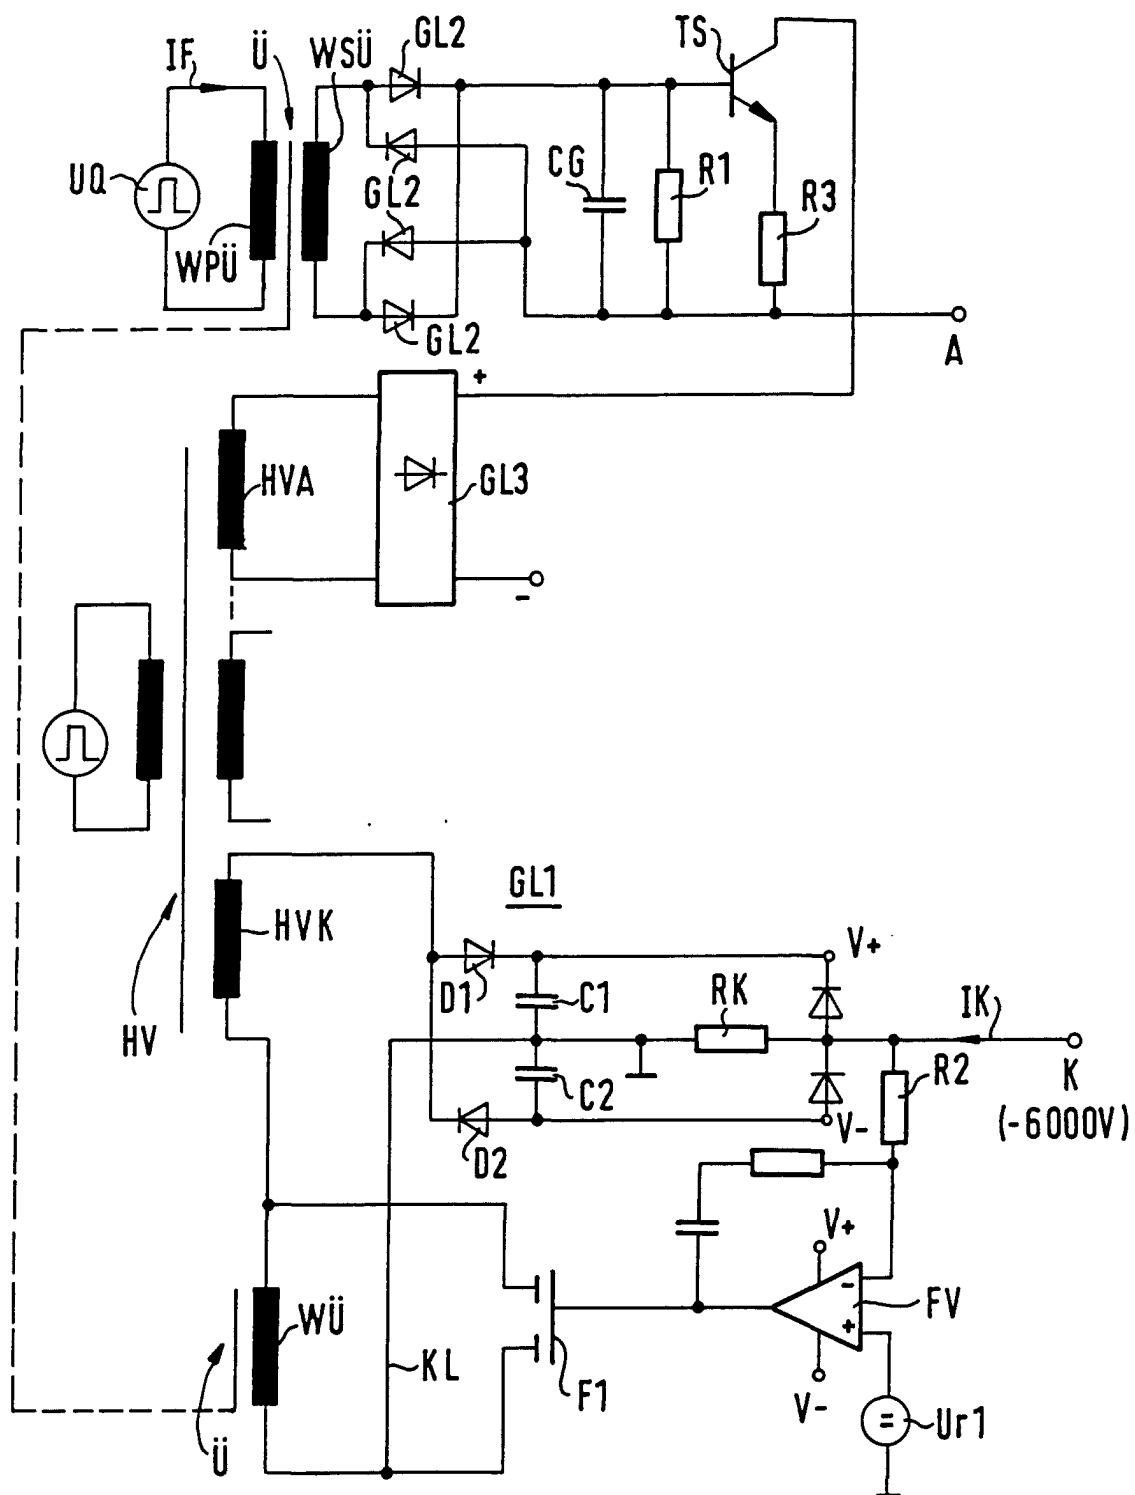 IF
Ü
WSÜ
GL2
TS
UQ
WPÜ
GL2
CG
R1
R3
GL2
A
+
HVA
GL3
-
HVK
GL1
V+
D1
C1
RK
IK
HV
C2
R2
K
(-6000V)
V-
D2
V+
-
FV
+
WÜ
KL
F1
V-
=
Ur1
Ü